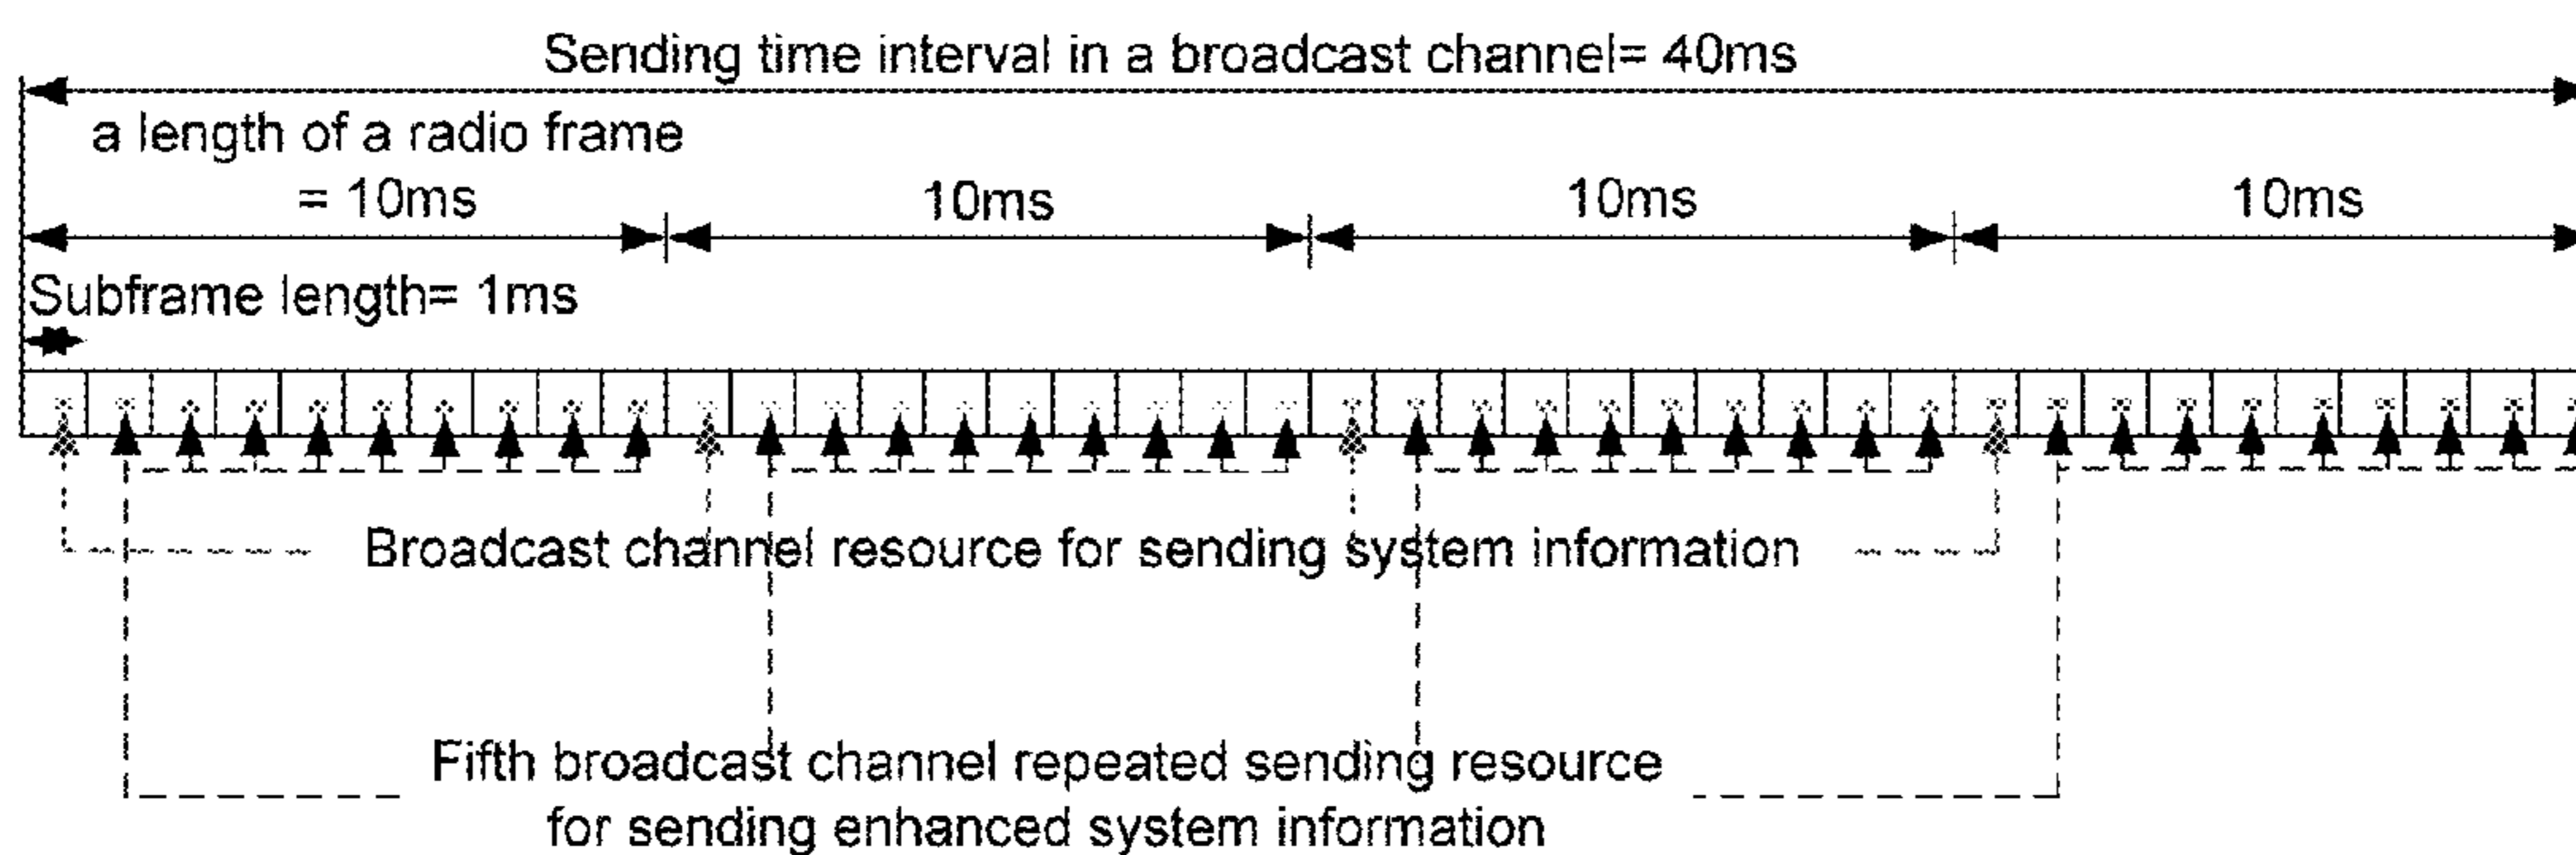 Sending time interval in a broadcast channel= 40ms
a length of a radio frame
= 10ms
10ms
10ms
10ms
Subframe length= 1ms
Broadcast channel resource for sending system information
Fifth broadcast channel repeated sending resource
for sending enhanced system information